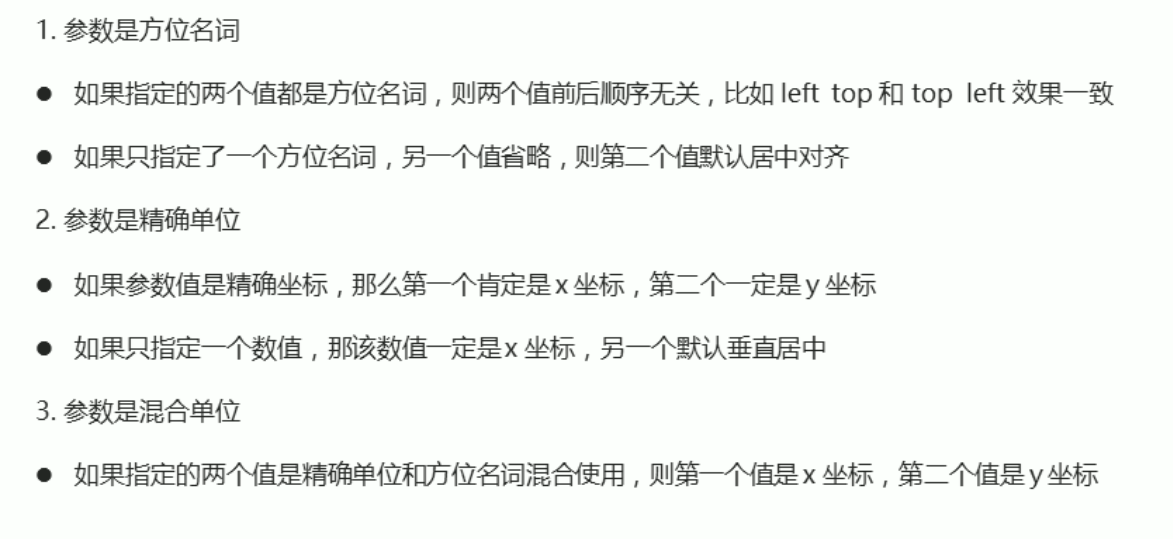 1. 参数是方位名词
● 如果指定的两个值都是方位名词，则两个值前后顺序无关，比如 left top 和 top left 效果一致
● 如果只指定了一个方位名词，另一个值省略，则第二个值默认居中对齐
2. 参数是精确单位
● 如果参数值是精确坐标，那么第一个肯定是 x 坐标，第二个一定是 y 坐标
● 如果只指定一个数值，那该数值一定是 x 坐标，另一个默认垂直居中
3. 参数是混合单位
● 如果指定的两个值是精确单位和方位名词混合使用，则第一个值是 x 坐标，第二个值是 y 坐标